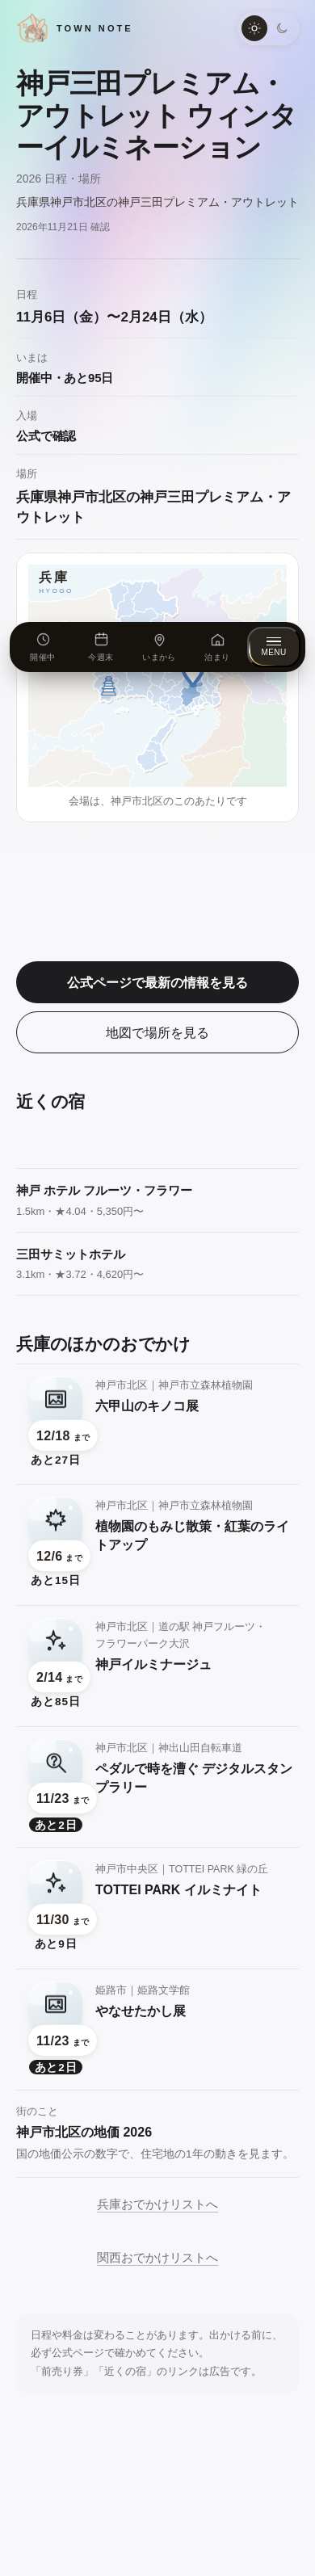 TOWN NOTE
神戸三田プレミアム・
アウトレット ウィンタ
ーイルミネーション
2026 日程・場所
兵庫県神戸市北区の神戸三田プレミアム・アウトレット
2026年11月21日 確認
日程
11月6日（金）〜2月24日（水）
いまは
開催中・あと95日
入場
公式で確認
場所
兵庫県神戸市北区の神戸三田プレミアム・ア
ウトレット
兵庫
HYOGO
開催中
今週末
いまから
泊まり
MENU
会場は、神戸市北区のこのあたりです
公式ページで最新の情報を見る
地図で場所を見る
近くの宿
神戸 ホテル フルーツ・フラワー
1.5km・★4.04・5,350円〜
三田サミットホテル
3.1km・★3.72・4,620円〜
兵庫のほかのおでかけ
神戸市北区｜神戸市立森林植物園
六甲山のキノコ展
12/18 まで
あと27日
神戸市北区｜神戸市立森林植物園
植物園のもみじ散策・紅葉のライ
トアップ
12/6 まで
あと15日
神戸市北区｜道の駅 神戸フルーツ・
フラワーパーク大沢
神戸イルミナージュ
2/14 まで
あと85日
神戸市北区｜神出山田自転車道
ペダルで時を漕ぐ デジタルスタン
プラリー
11/23 まで
あと2日
神戸市中央区｜TOTTEI PARK 緑の丘
TOTTEI PARK イルミナイト
11/30 まで
あと9日
姫路市｜姫路文学館
やなせたかし展
11/23 まで
あと2日
街のこと
神戸市北区の地価 2026
国の地価公示の数字で、住宅地の1年の動きを見ます。
兵庫おでかけリストへ
関西おでかけリストへ
日程や料金は変わることがあります。出かける前に、
必ず公式ページで確かめてください。
「前売り券」「近くの宿」のリンクは広告です。